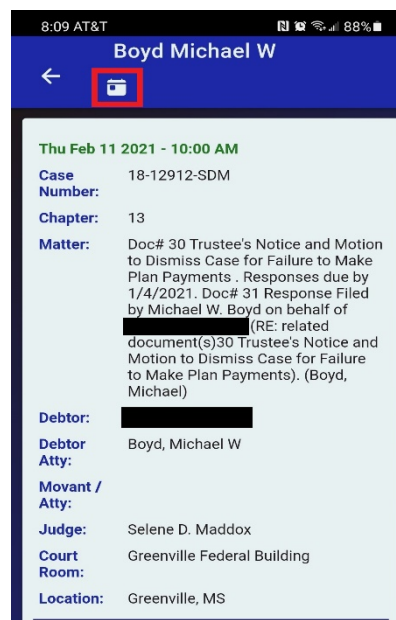 8:09 AT&T 88%
Boyd Michael W
Thu Feb 11 2021 - 10:00 AM
Case Number: 18-12912-SDM
Chapter: 13
Matter: Doc# 30 Trustee's Notice and Motion
to Dismiss Case for Failure to Make
Plan Payments . Responses due by
1/4/2021. Doc# 31 Response Filed
by Michael W. Boyd on behalf of
(RE: related
document(s)30 Trustee's Notice and
Motion to Dismiss Case for Failure
to Make Plan Payments). (Boyd,
Michael)
Debtor:
Debtor Atty: Boyd, Michael W
Movant / Atty:
Judge: Selene D. Maddox
Court Room: Greenville Federal Building
Location: Greenville, MS